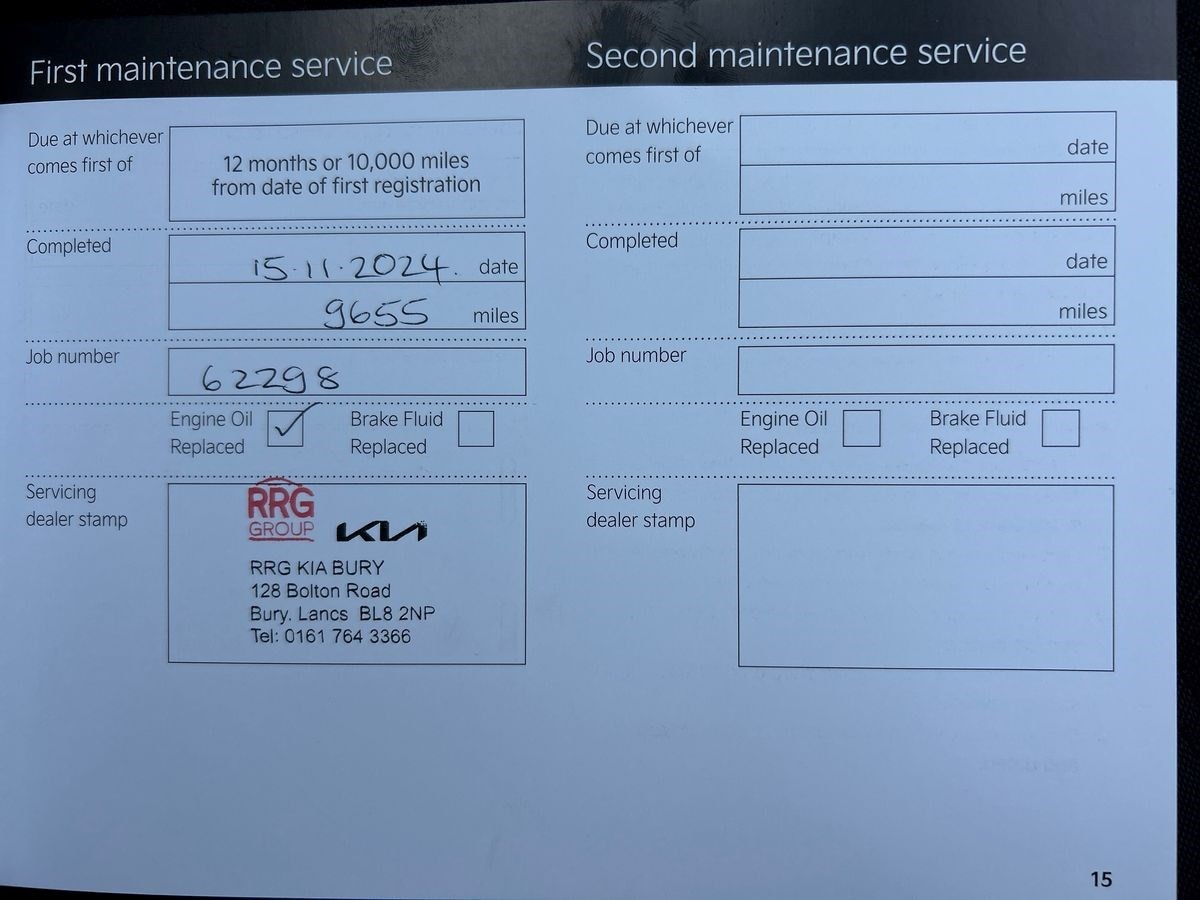 First maintenance service
Due at whichever
comes first of
12 months or 10,000 miles
from date of first registration
Completed
15.11.2024. date
9655 miles
Job number
62298
Engine Oil
Replaced
Brake Fluid
Replaced
Servicing
dealer stamp
RRG
GROUP
KIA
RRG KIA BURY
128 Bolton Road
Bury. Lancs BL8 2NP
Tel: 0161 764 3366
Second maintenance service
Due at whichever
comes first of
date
miles
Completed
date
miles
Job number
Engine Oil
Replaced
Brake Fluid
Replaced
Servicing
dealer stamp
15